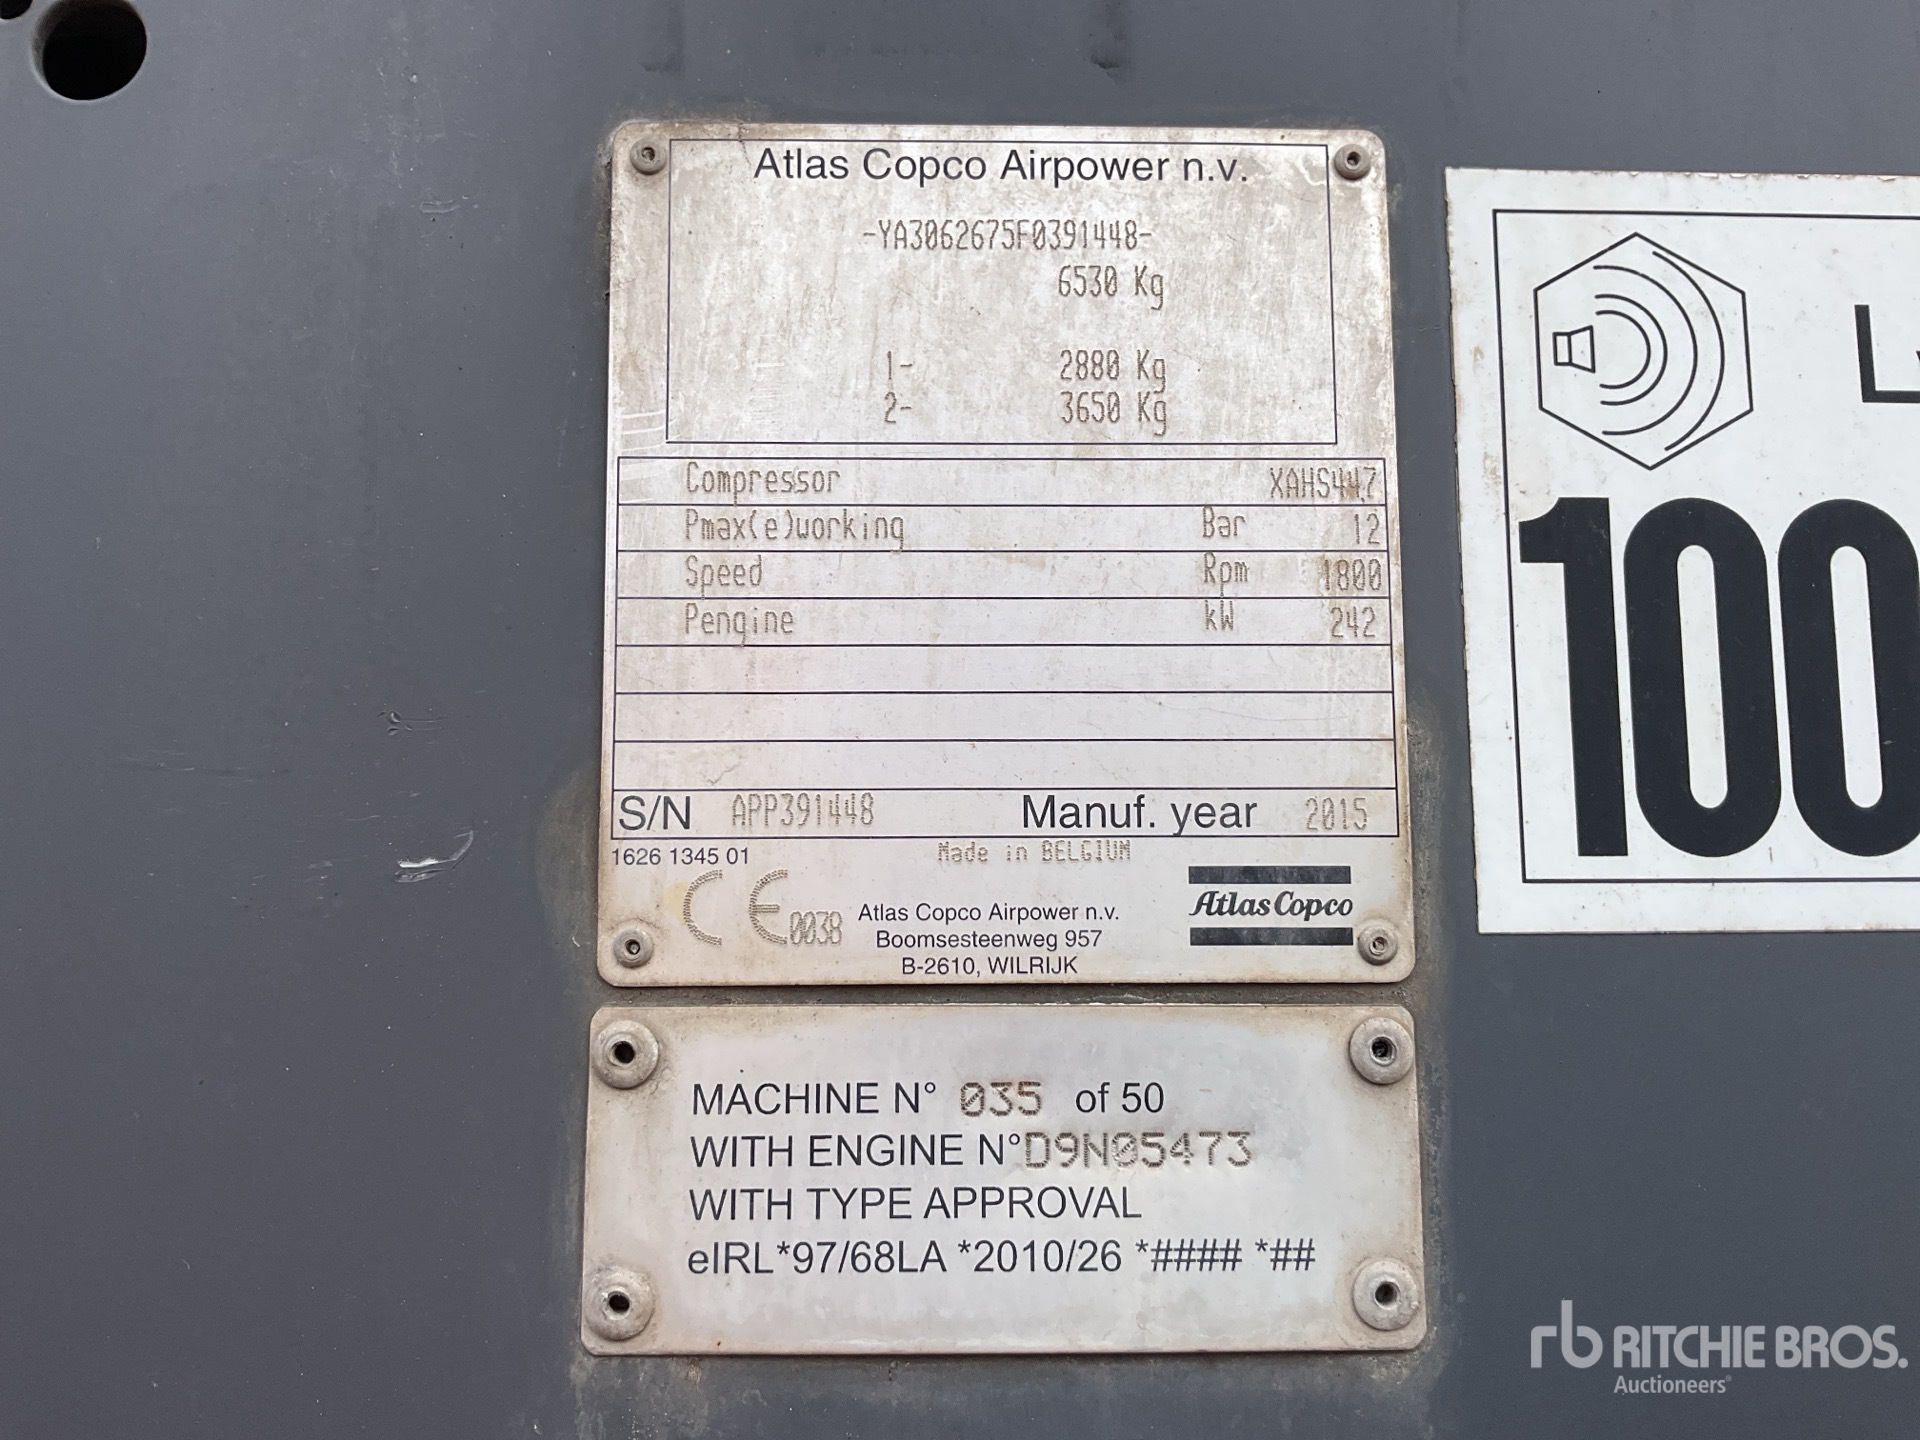 Atlas Copco Airpower n.v.
-YA3062675F0391448-
6530 Kg
1- 2880 Kg
2- 3650 Kg
Compressor XAHS447
Pmax(e)working Bar 12
Speed Rpm 1800
Pengine kW 242
S/N APP391448 Manuf. year 2015
1626 1345 01 Made in BELGIUM
CE 0038
Atlas Copco Airpower n.v.
Boomsesteenweg 957
B-2610, WILRIJK
Atlas Copco
MACHINE N° 035 of 50
WITH ENGINE N° D9N05473
WITH TYPE APPROVAL
eIRL*97/68LA *2010/26 *#### *##
100
rb RITCHIE BROS.
Auctioneers